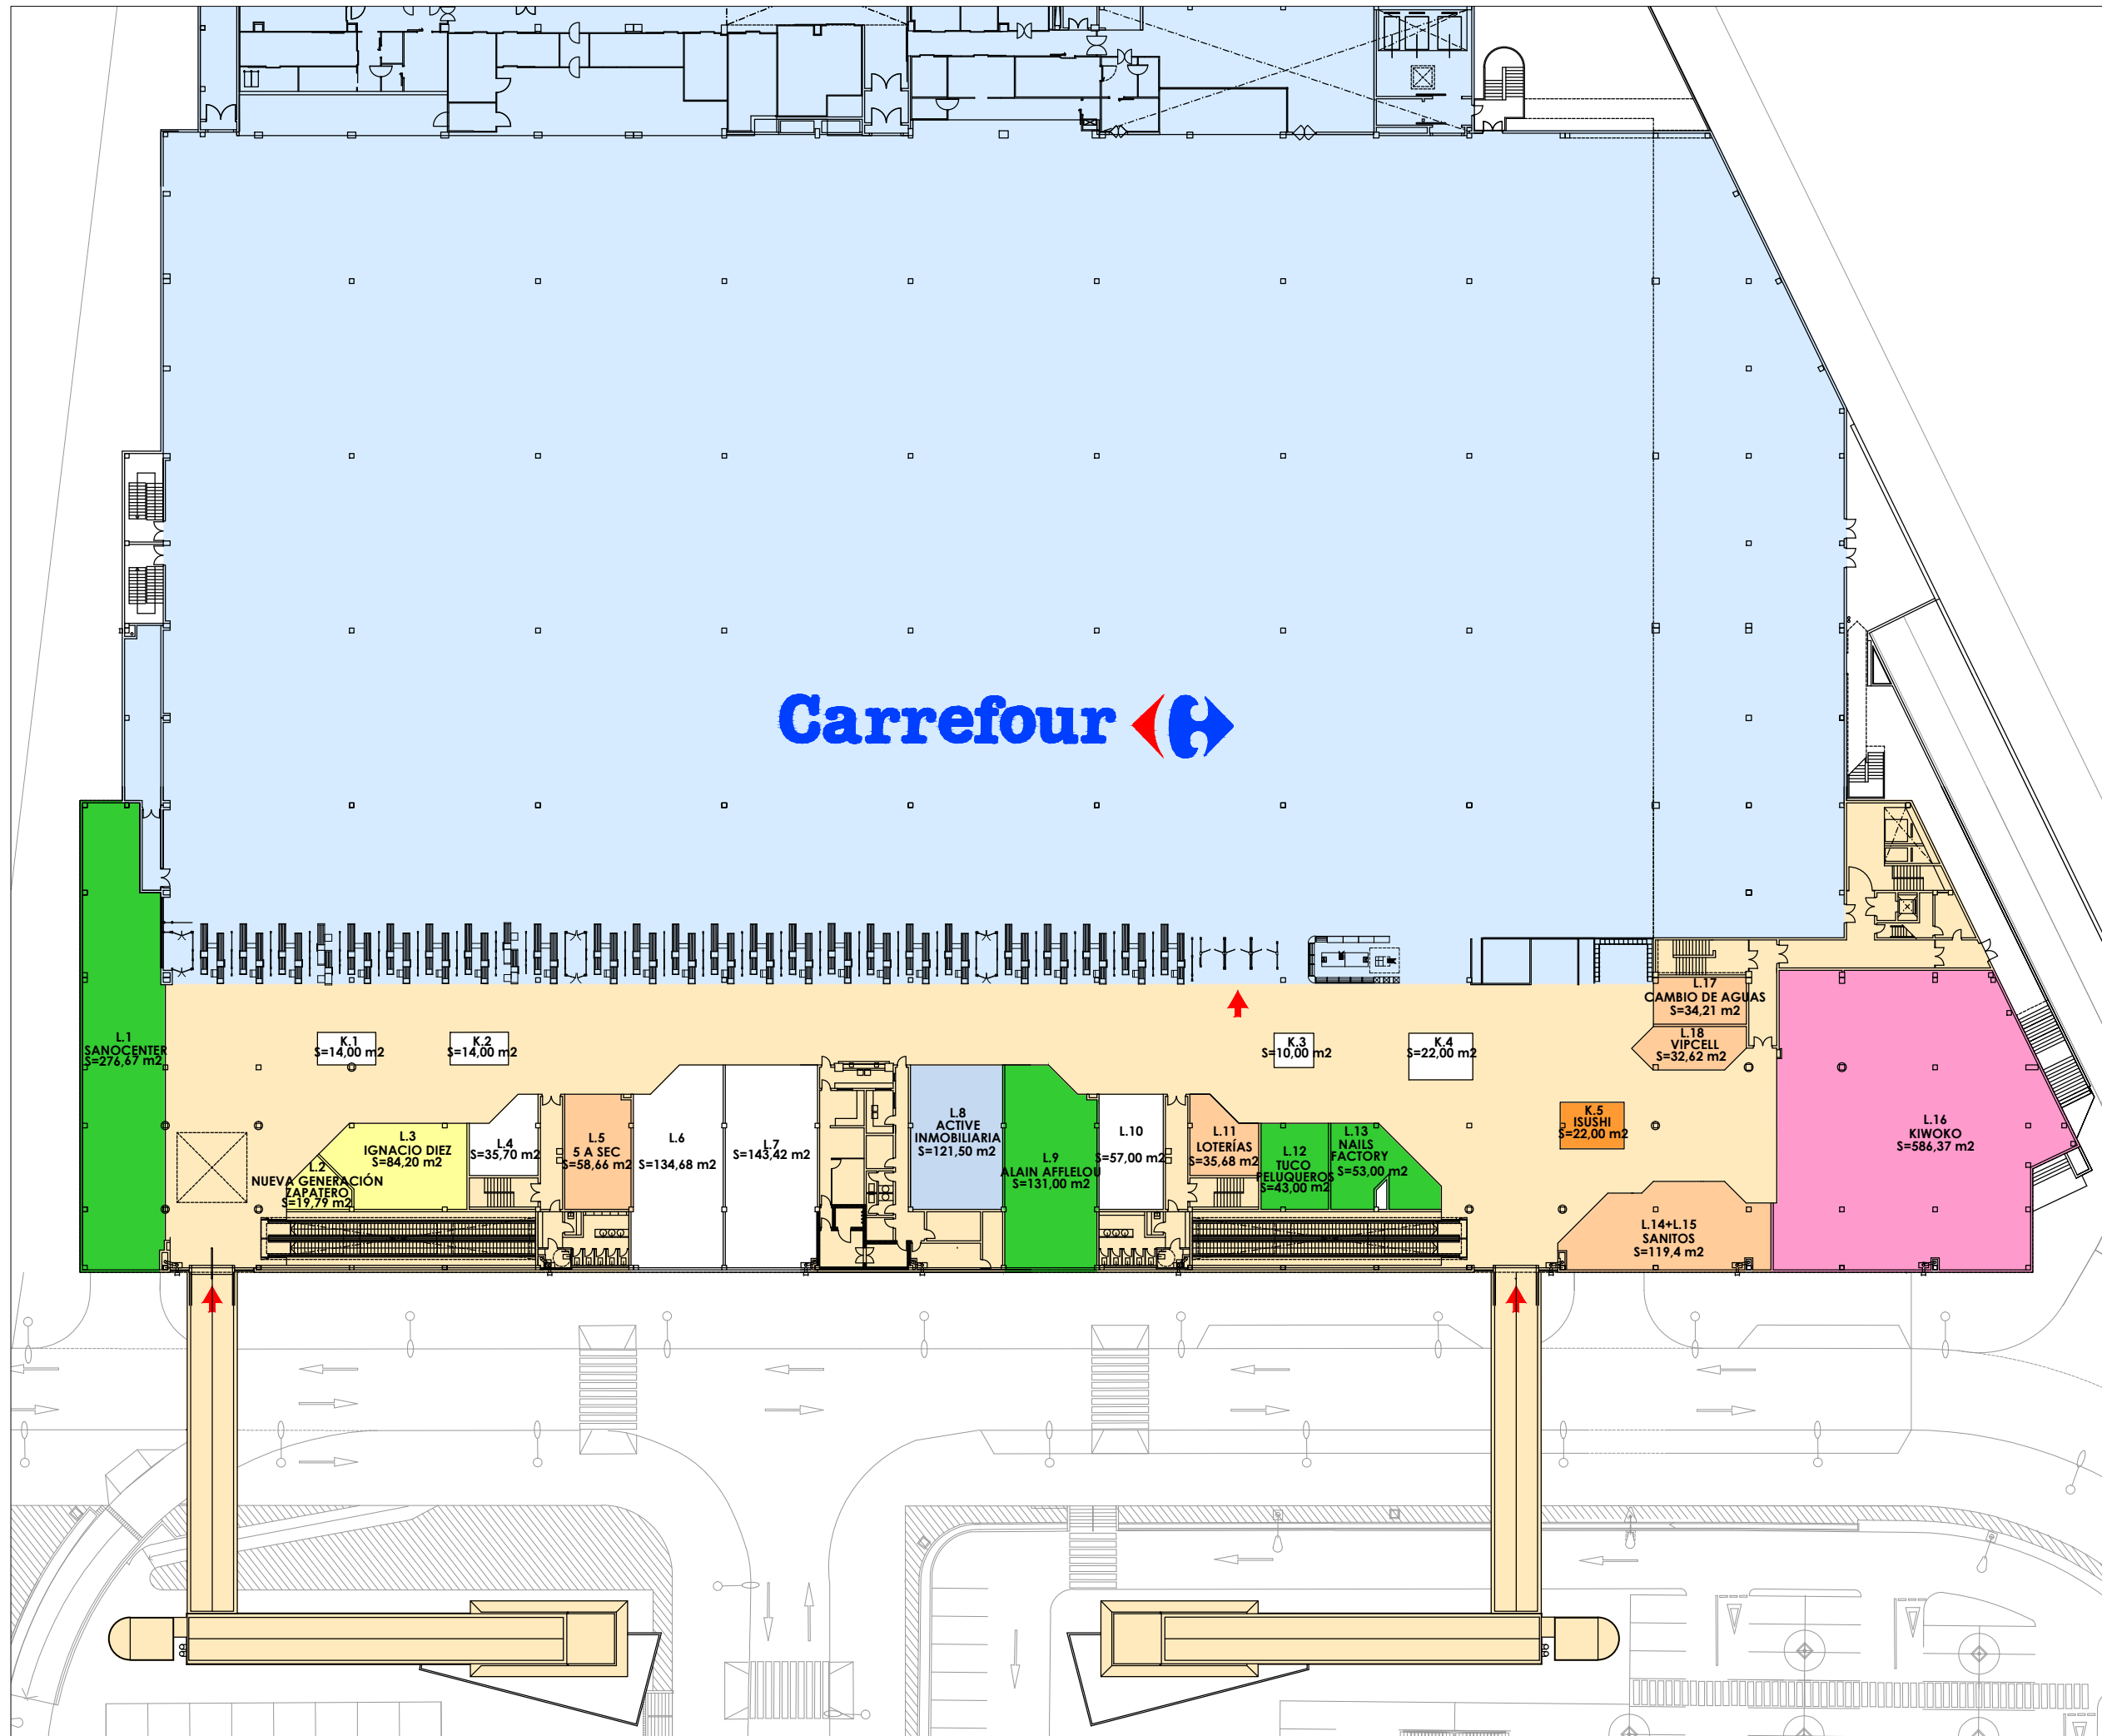 Carrefour
L.1
SANOCENTER
S=276,67 m2
K.1
S=14,00 m2
K.2
S=14,00 m2
K.3
S=10,00 m2
K.4
S=22,00 m2
K.5
ISUSHI
S=22,00 m2
L.17
CAMBIO DE AGUAS
S=34,21 m2
L.18
VIPCELL
S=32,62 m2
L.2
NUEVA GENERACIÓN
ZAPATERO
S=19,79 m2
L.3
IGNACIO DIEZ
S=84,20 m2
L.4
S=35,70 m2
L.5
5 A SEC
S=58,66 m2
L.6
S=134,68 m2
L.7
S=143,42 m2
L.8
ACTIVE
INMOBILIARIA
S=121,50 m2
L.9
ALAIN AFFLELOU
S=131,00 m2
L.10
S=57,00 m2
L.11
LOTERÍAS
S=35,68 m2
L.12
TUCO
PELUQUEROS
S=43,00 m2
L.13
NAILS
FACTORY
S=53,00 m2
L.14+L.15
SANITOS
S=119,4 m2
L.16
KIWOKO
S=586,37 m2